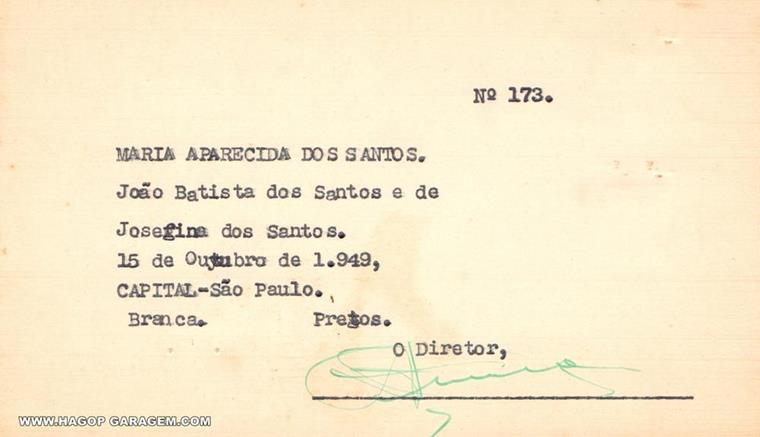 Nº 173.
MARIA APARECIDA DOS SANTOS.
João Batista dos Santos e de
Josefina dos Santos.
15 de Outubro de 1.949,
CAPITAL-São Paulo.
Branca. Pretos.
O Diretor,
WWW.HAGOP GARAGEM.COM